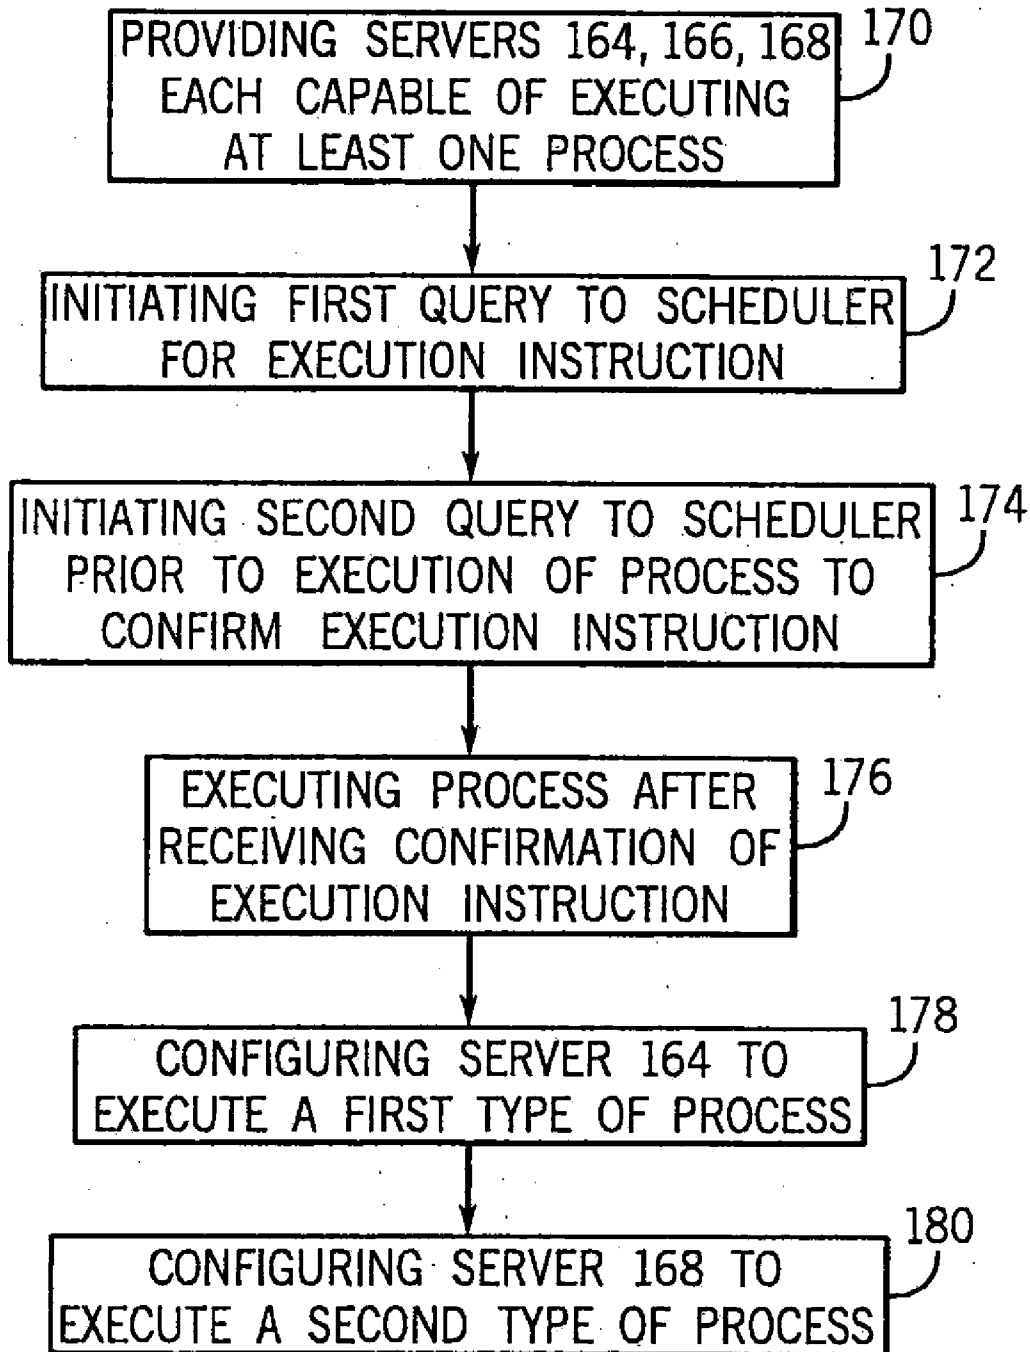 PROVIDING SERVERS 164, 166, 168
EACH CAPABLE OF EXECUTING
AT LEAST ONE PROCESS
170
INITIATING FIRST QUERY TO SCHEDULER
FOR EXECUTION INSTRUCTION
172
INITIATING SECOND QUERY TO SCHEDULER
PRIOR TO EXECUTION OF PROCESS TO
CONFIRM EXECUTION INSTRUCTION
174
EXECUTING PROCESS AFTER
RECEIVING CONFIRMATION OF
EXECUTION INSTRUCTION
176
CONFIGURING SERVER 164 TO
EXECUTE A FIRST TYPE OF PROCESS
178
CONFIGURING SERVER 168 TO
EXECUTE A SECOND TYPE OF PROCESS
180